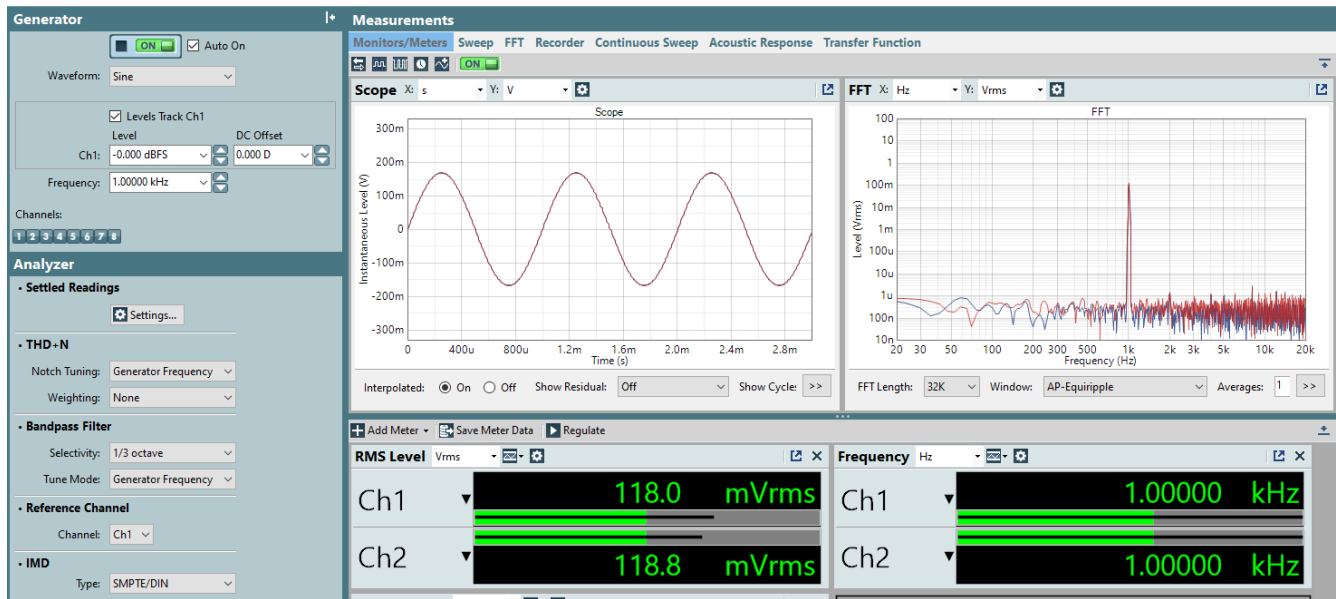 Generator
ON Auto On
Waveform: Sine
Levels Track Ch1
Level DC Offset
Ch1: -0.000 dBFS 0.000 D
Frequency: 1.00000 kHz
Channels:
1 2 3 4 5 6 7 8
Analyzer
Settled Readings
Settings...
THD+N
Notch Tuning: Generator Frequency
Weighting: None
Bandpass Filter
Selectivity: 1/3 octave
Tune Mode: Generator Frequency
Reference Channel
Channel: Ch1
IMD
Type: SMPTE/DIN
Measurements
Monitors/Meters Sweep FFT Recorder Continuous Sweep Acoustic Response Transfer Function
ON
Scope X: s Y: V
Scope
Instantaneous Level (V)
300m
200m
100m
0
-100m
-200m
-300m
0 400u 800u 1.2m 1.6m 2.0m 2.4m 2.8m
Time (s)
Interpolated: On Off Show Residual: Off Show Cycle: >>
FFT X: Hz Y: Vrms
FFT
Level (Vrms)
100
10
1
100m
10m
1m
100u
10u
1u
100n
10n
20 30 50 100 200 300 500 1k 2k 3k 5k 10k 20k
Frequency (Hz)
FFT Length: 32K Window: AP-Equiripple Averages: 1 >>
Add Meter Save Meter Data Regulate
RMS Level Vrms
Ch1 118.0 mVrms
Ch2 118.8 mVrms
Frequency Hz
Ch1 1.00000 kHz
Ch2 1.00000 kHz